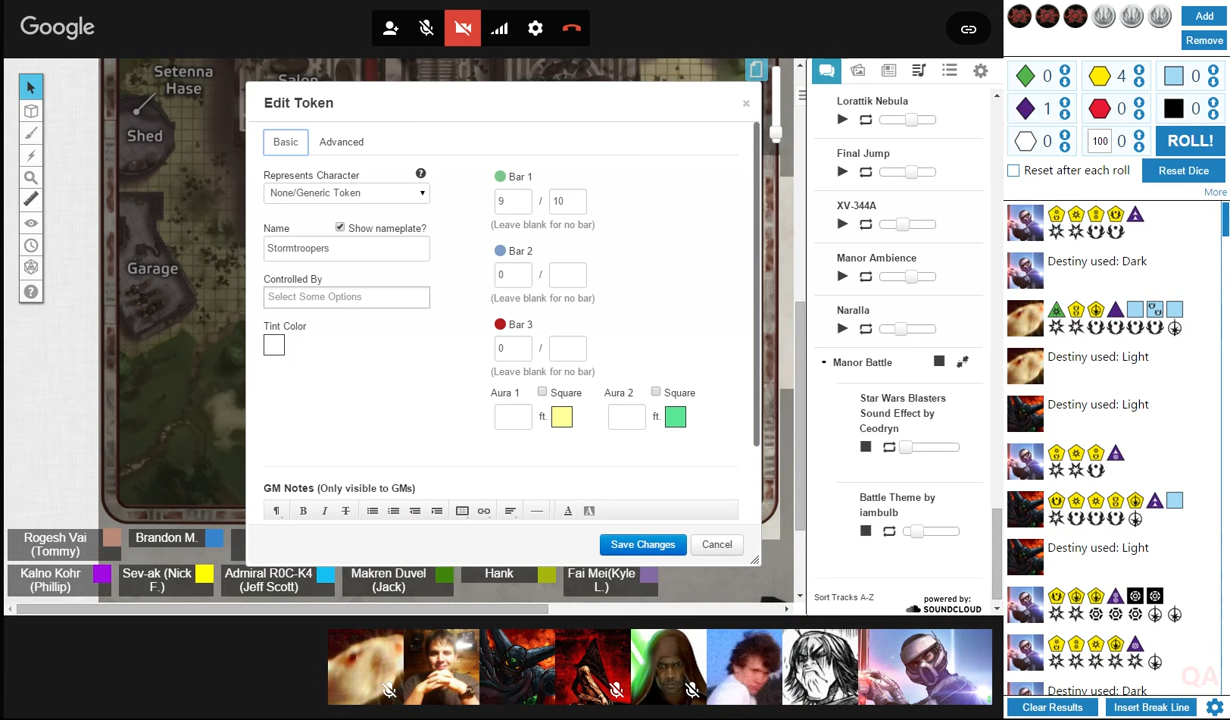 Google
Add
Remove
Setenna
Hase
Salon
Shed
Garage
Edit Token
×
Basic
Advanced
Represents Character
?
None/Generic Token
Name
Show nameplate?
Stormtroopers
Controlled By
Select Some Options
Tint Color
Bar 1
9 / 10
(Leave blank for no bar)
Bar 2
0 /
(Leave blank for no bar)
Bar 3
0 /
(Leave blank for no bar)
Aura 1
Square
Aura 2
Square
ft.
ft.
GM Notes (Only visible to GMs)
Save Changes
Cancel
Rogesh Vai
(Tommy)
Brandon M.
Kalno Kohr
(Phillip)
Sev-ak (Nick
F.)
Admiral R0C-K4
(Jeff Scott)
Makren Duvel
(Jack)
Hank
Fai Mei(Kyle
L.)
Lorattik Nebula
Final Jump
XV-344A
Manor Ambience
Naralla
- Manor Battle
Star Wars Blasters
Sound Effect by
Ceodryn
Battle Theme by
iambulb
Sort Tracks A-Z
powered by:
SOUNDCLOUD
0
4
0
1
0
0
0
100
0
ROLL!
Reset after each roll
Reset Dice
More
Destiny used: Dark
Destiny used: Light
Destiny used: Light
Destiny used: Light
Destiny used: Dark
QA
Clear Results
Insert Break Line